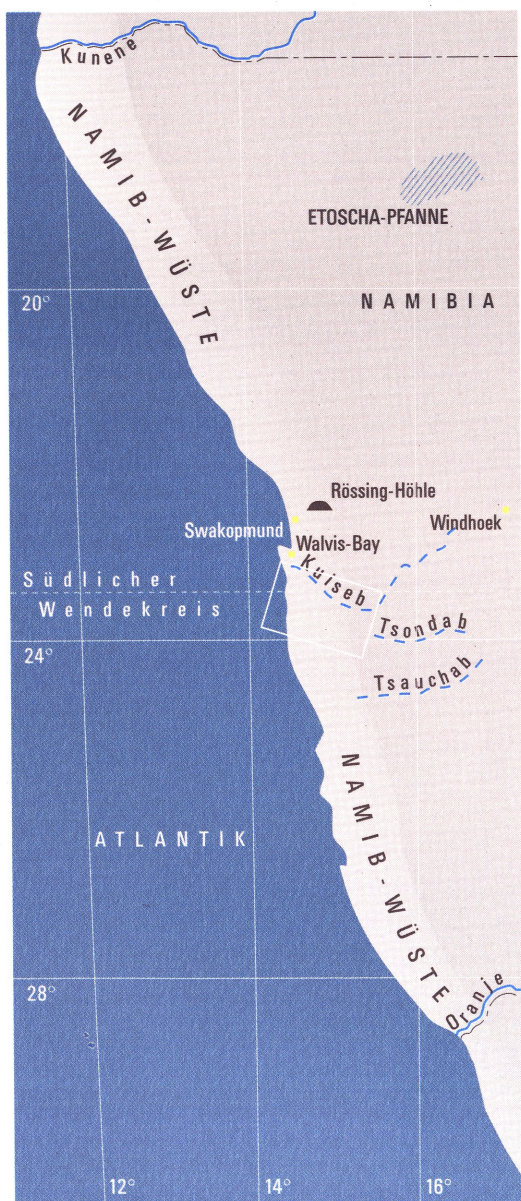 Kunene
NAMIB-WÜSTE
ETOSCHA-PFANNE
20°
NAMIBIA
Rössing-Höhle
Swakopmund
Windhoek
Walvis-Bay
Küiseb
Südlicher
Wendekreis
Tsondab
24°
Tsauchab
NAMIB-WÜSTE
ATLANTIK
28°
Oranje
12°
14°
16°